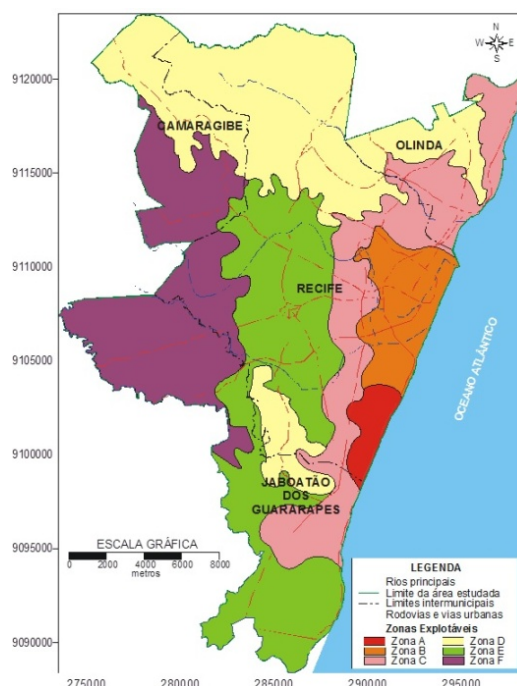 9120000
9115000
9110000
9105000
9100000
9095000
9090000
N
W E
S
CAMARAGIBE
OLINDA
RECIFE
OCEANO ATLÂNTICO
JABOATÃO
DOS
GUARARAPES
ESCALA GRÁFICA
0 2000 4000 6000 8000
metros
LEGENDA
Rios principais
Limite da área estudada
Limites intermunicipais
Rodovias e vias urbanas
Zonas Explotáveis
Zona A Zona D
Zona B Zona E
Zona C Zona F
275000 280000 285000 290000 295000